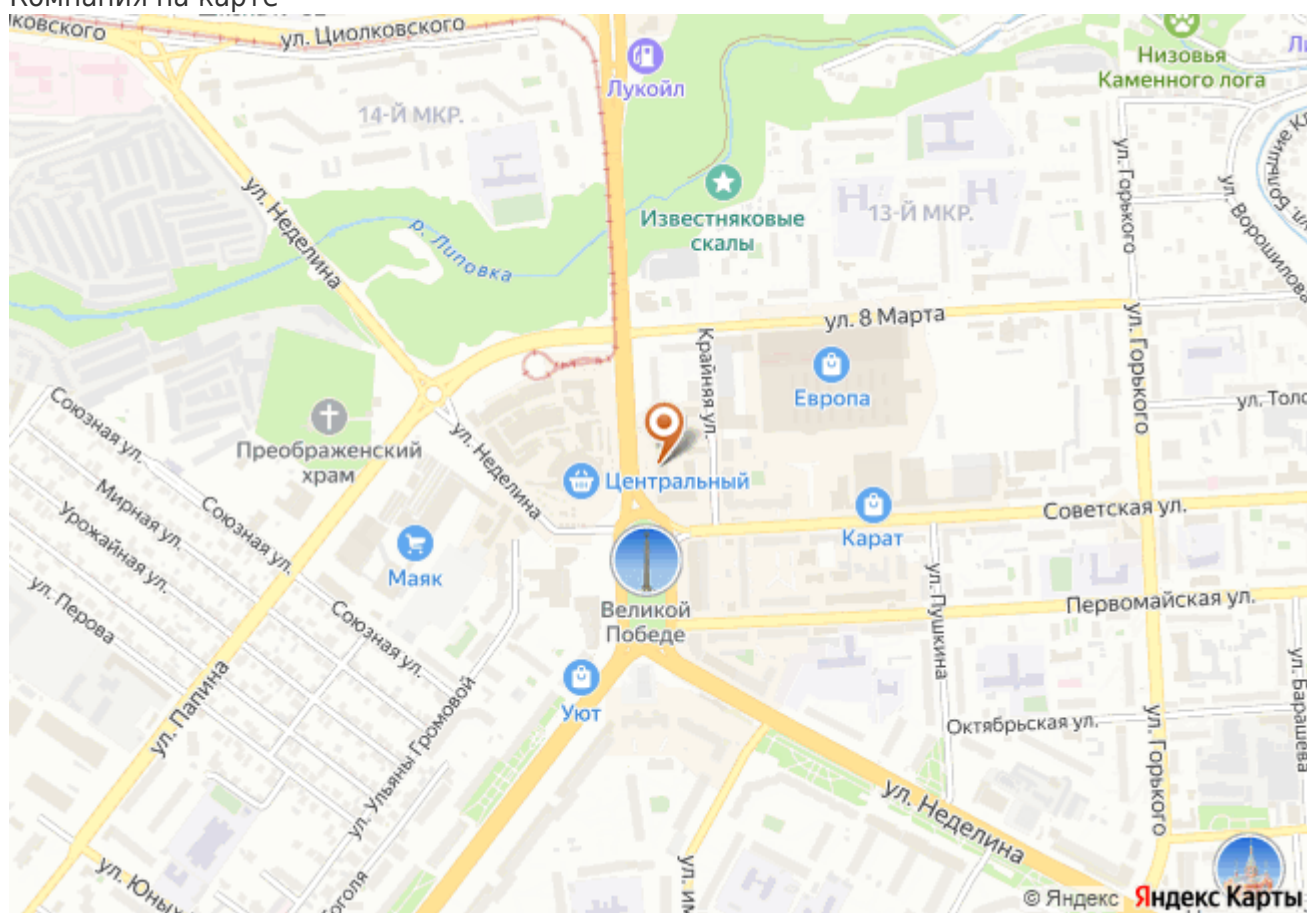 Компания на карте
ковского
ул. Циолковского
Лукойл
Низовья
Каменного лога
14-Й МКР.
ул. Неделина
р. Липовка
Известняковые
скалы
13-Й МКР.
ул. Горького
ул. Ворошилова
ул. 8 Марта
Крайняя ул.
Европа
ул. Горького
Союзная ул.
Преображенский
храм
ул. Неделина
Центральный
Советская ул.
Карат
Мирная ул.
Союзная ул.
Урожайная ул.
Маяк
ул. Перова
Союзная ул.
Великой
Победе
ул. Пушкина
Первомайская ул.
Уют
ул. Папина
ул. Ульяны Громовой
Октябрьская ул.
ул. Горького
ул. Барашева
ул. Неделина
ул. Юных
© Яндекс Яндекс Карты